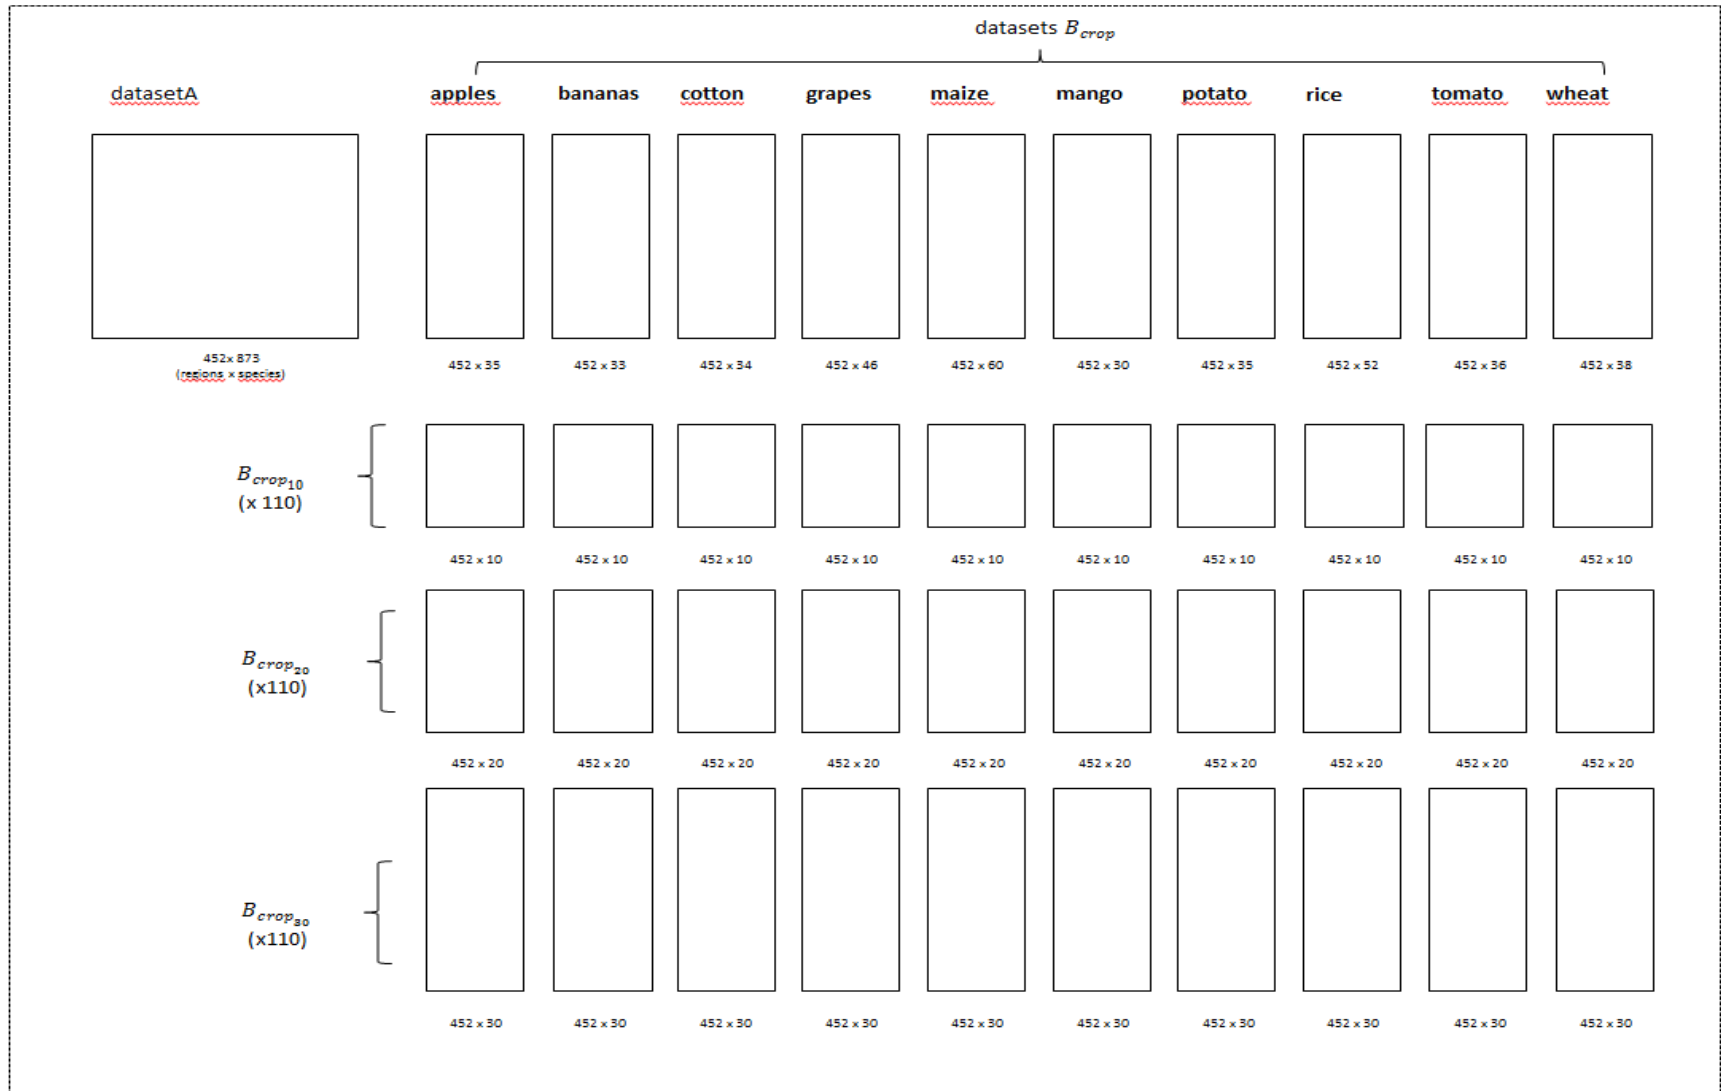 datasets B_crop
datasetA apples bananas cotton grapes maize mango potato rice tomato wheat
452x 873
(regions x species)
452 x 35 452 x 33 452 x 34 452 x 46 452 x 60 452 x 30 452 x 35 452 x 52 452 x 36 452 x 38
B_crop_10
(x 110)
452 x 10 452 x 10 452 x 10 452 x 10 452 x 10 452 x 10 452 x 10 452 x 10 452 x 10 452 x 10
B_crop_20
(x110)
452 x 20 452 x 20 452 x 20 452 x 20 452 x 20 452 x 20 452 x 20 452 x 20 452 x 20 452 x 20
B_crop_30
(x110)
452 x 30 452 x 30 452 x 30 452 x 30 452 x 30 452 x 30 452 x 30 452 x 30 452 x 30 452 x 30